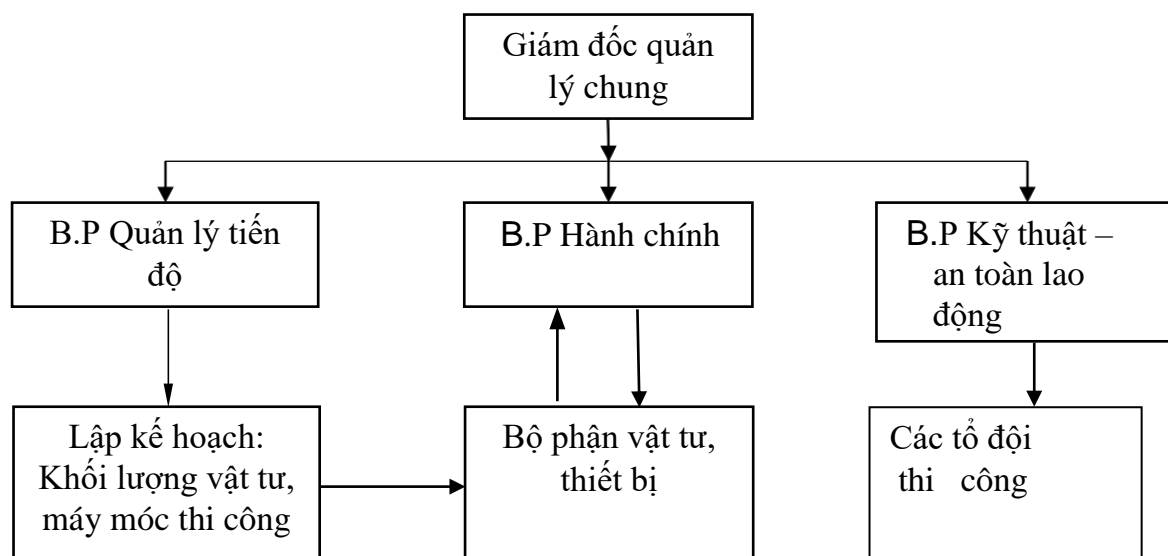 Giám đốc quản
lý chung
B.P Quản lý tiến
độ
B.P Hành chính
B.P Kỹ thuật –
an toàn lao
động
Lập kế hoạch:
Khối lượng vật tư,
máy móc thi công
Bộ phận vật tư,
thiết bị
Các tổ đội
thi công